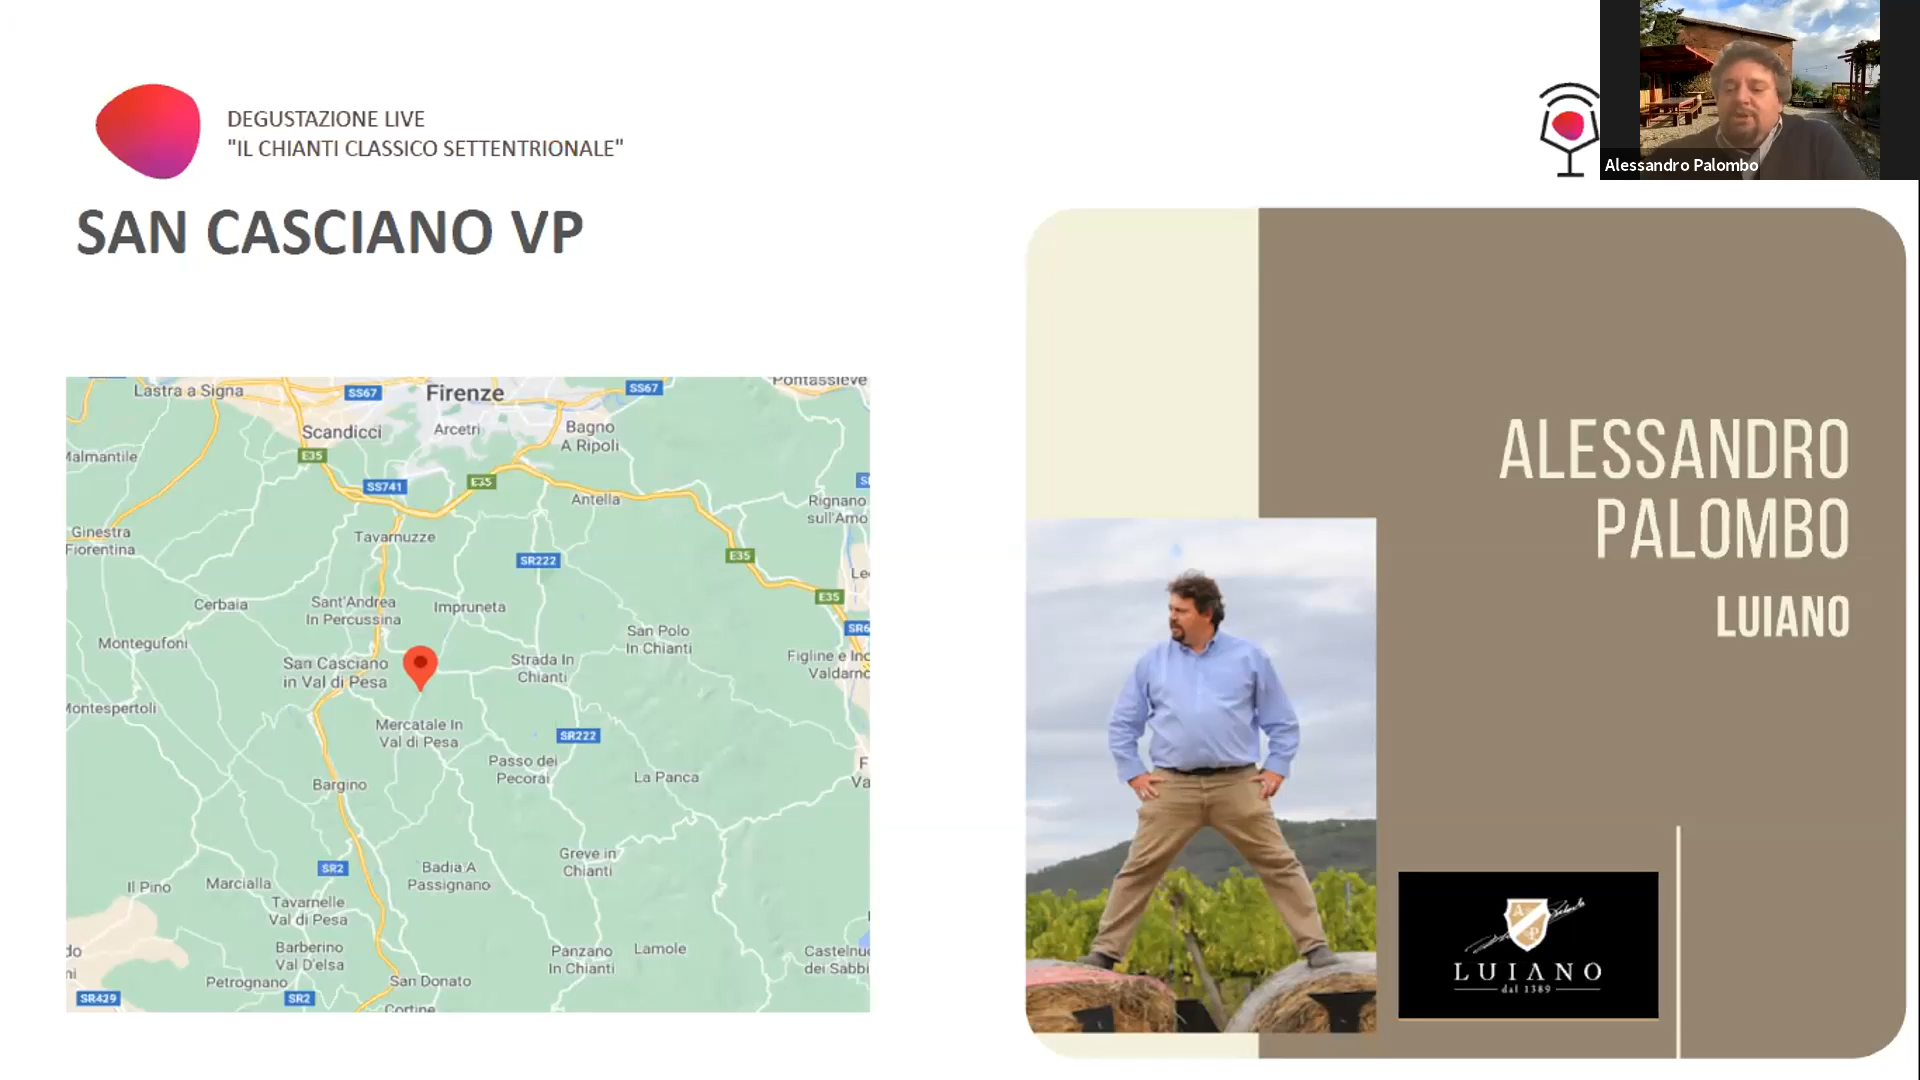 DEGUSTAZIONE LIVE
"IL CHIANTI CLASSICO SETTENTRIONALE"
SAN CASCIANO VP
Alessandro Palombo
Lastra a Signa
SS67
Firenze
SS67
Pontassieve
Scandicci
Arcetri
Bagno
A Ripoli
Malmantile
E35
SS741
E35
Antella
Rignano
sull'Arno
Ginestra
Fiorentina
Tavarnuzze
SR222
E35
Cerbaia
Sant'Andrea
In Percussina
Impruneta
E35
Montegufoni
San Polo
In Chianti
SR6
San Casciano
in Val di Pesa
Strada In
Chianti
Figline e Inc
Valdarno
Montespertoli
Mercatale In
Val di Pesa
SR222
Passo dei
Pecorai
La Panca
Bargino
SR2
Badia A
Passignano
Greve in
Chianti
Il Pino
Marcialla
Tavarnelle
Val di Pesa
Barberino
Val D'elsa
Panzano
In Chianti
Lamole
Castelnuo
dei Sabbi
Petrognano
San Donato
SR429
SR2
Cortine
ALESSANDRO
PALOMBO
LUIANO
A
P
LUIANO
dal 1389